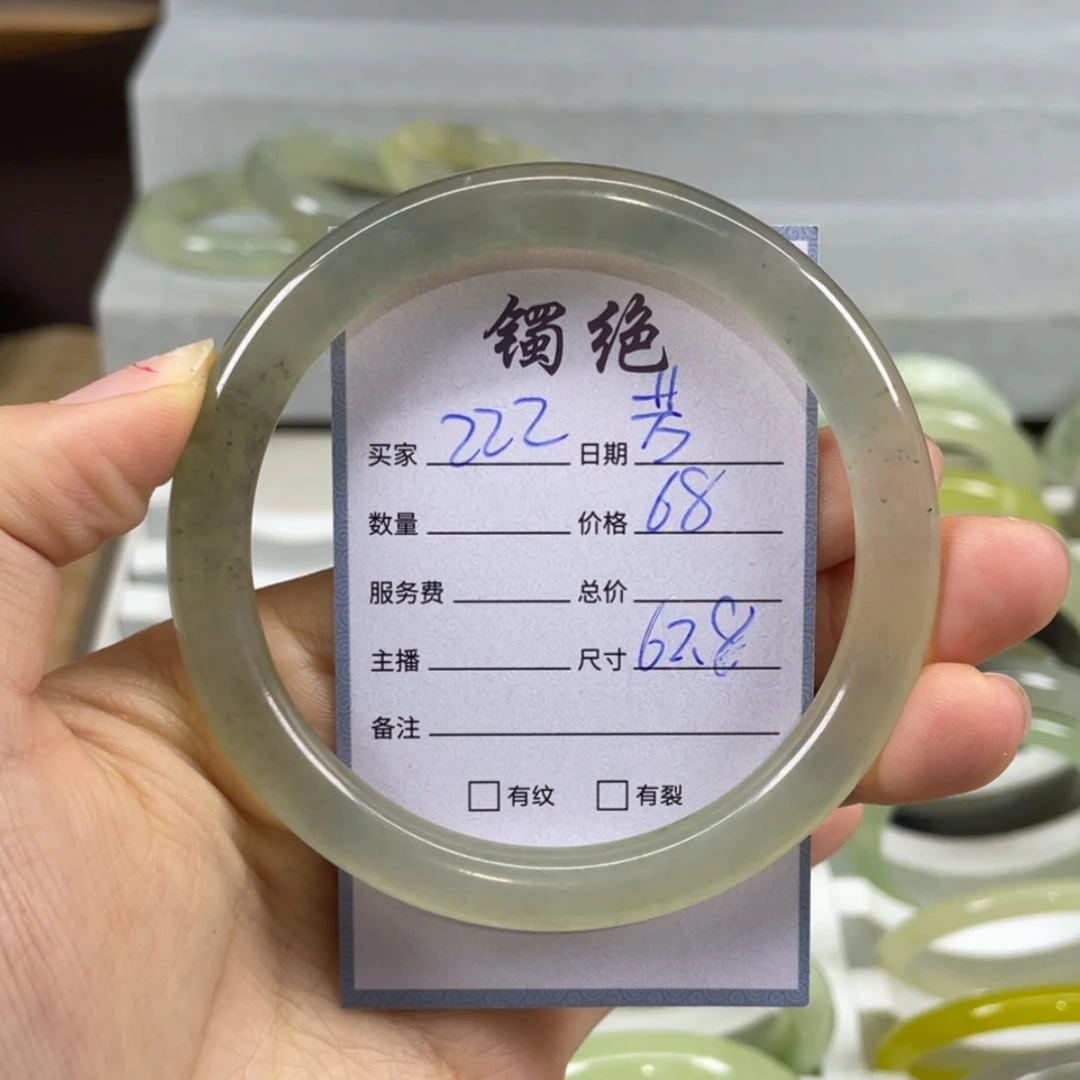 镯绝
买家 222 日期
数量 价格 68
服务费 总价
主播 尺寸 62.8
备注
有纹 有裂